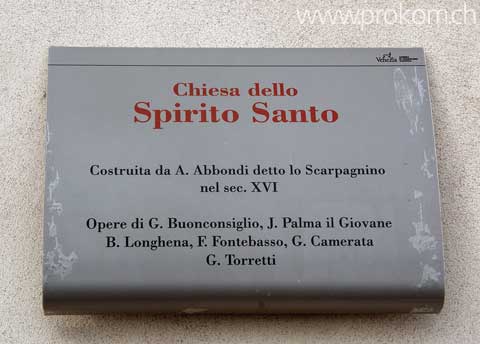 www.prokom.ch
Venezia
Chiesa dello
Spirito Santo
Costruita da A. Abbondi detto lo Scarpagnino
nel sec. XVI
Opere di G. Buonconsiglio, J. Palma il Giovane
B. Longhena, F. Fontebasso, G. Camerata
G. Torretti